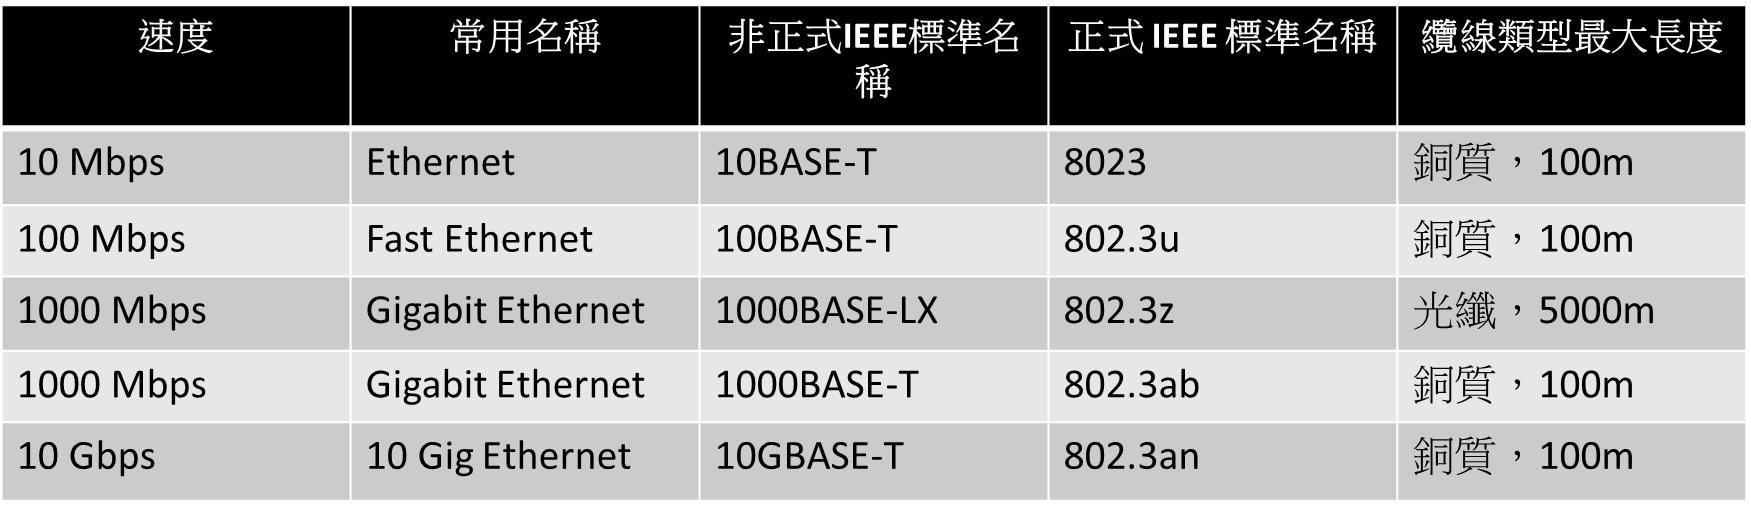 速度 常用名稱 非正式IEEE標準名稱 正式 IEEE 標準名稱 纜線類型最大長度
10 Mbps Ethernet 10BASE-T 8023 銅質，100m
100 Mbps Fast Ethernet 100BASE-T 802.3u 銅質，100m
1000 Mbps Gigabit Ethernet 1000BASE-LX 802.3z 光纖，5000m
1000 Mbps Gigabit Ethernet 1000BASE-T 802.3ab 銅質，100m
10 Gbps 10 Gig Ethernet 10GBASE-T 802.3an 銅質，100m